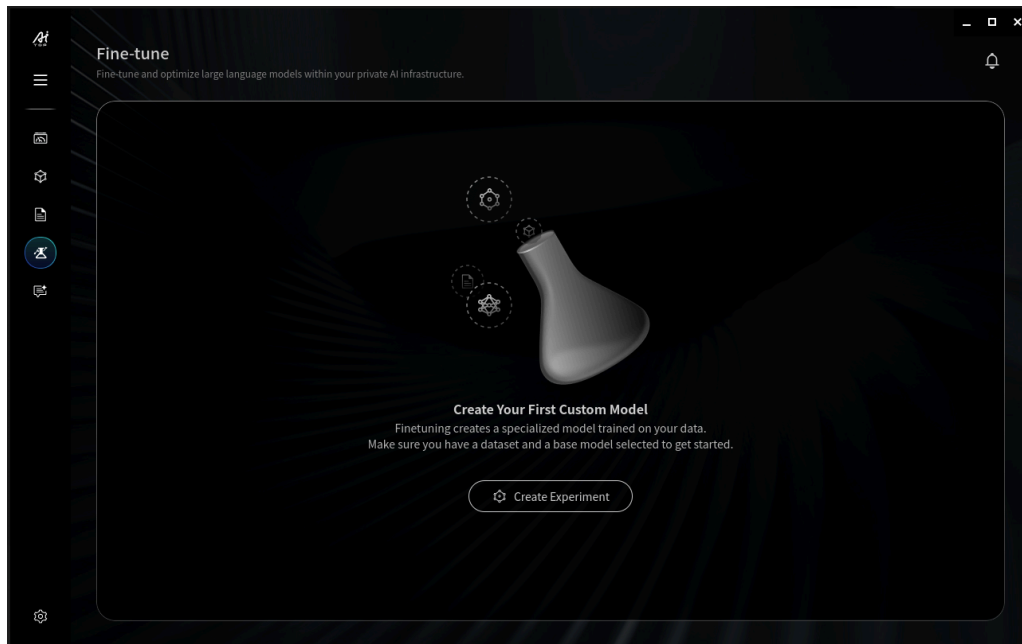 Ai
TOP
Fine-tune
Fine-tune and optimize large language models within your private AI infrastructure.
Create Your First Custom Model
Finetuning creates a specialized model trained on your data.
Make sure you have a dataset and a base model selected to get started.
Create Experiment